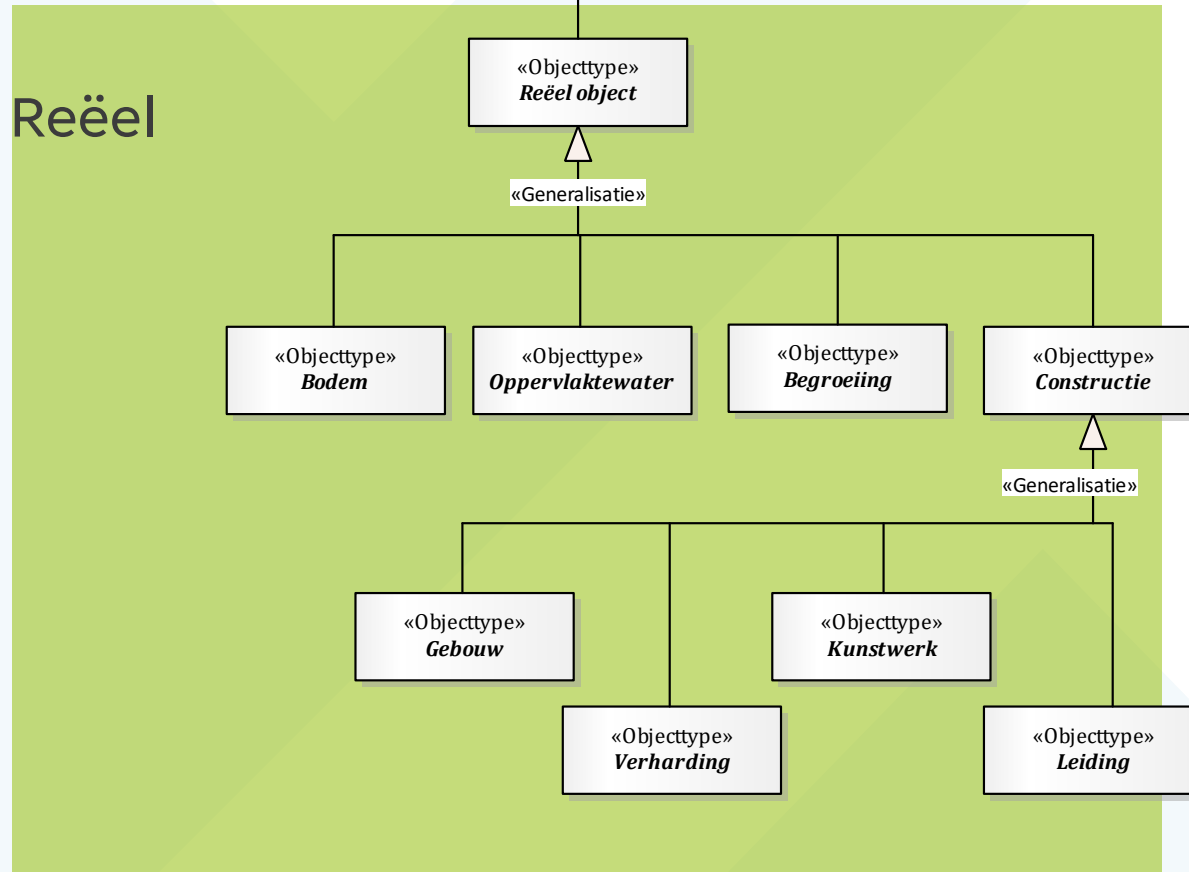 «Objecttype»
Reëel object
Reëel
«Generalisatie»
«Objecttype»
Bodem
«Objecttype»
Oppervlaktewater
«Objecttype»
Begroeiing
«Objecttype»
Constructie
«Generalisatie»
«Objecttype»
Gebouw
«Objecttype»
Kunstwerk
«Objecttype»
Verharding
«Objecttype»
Leiding